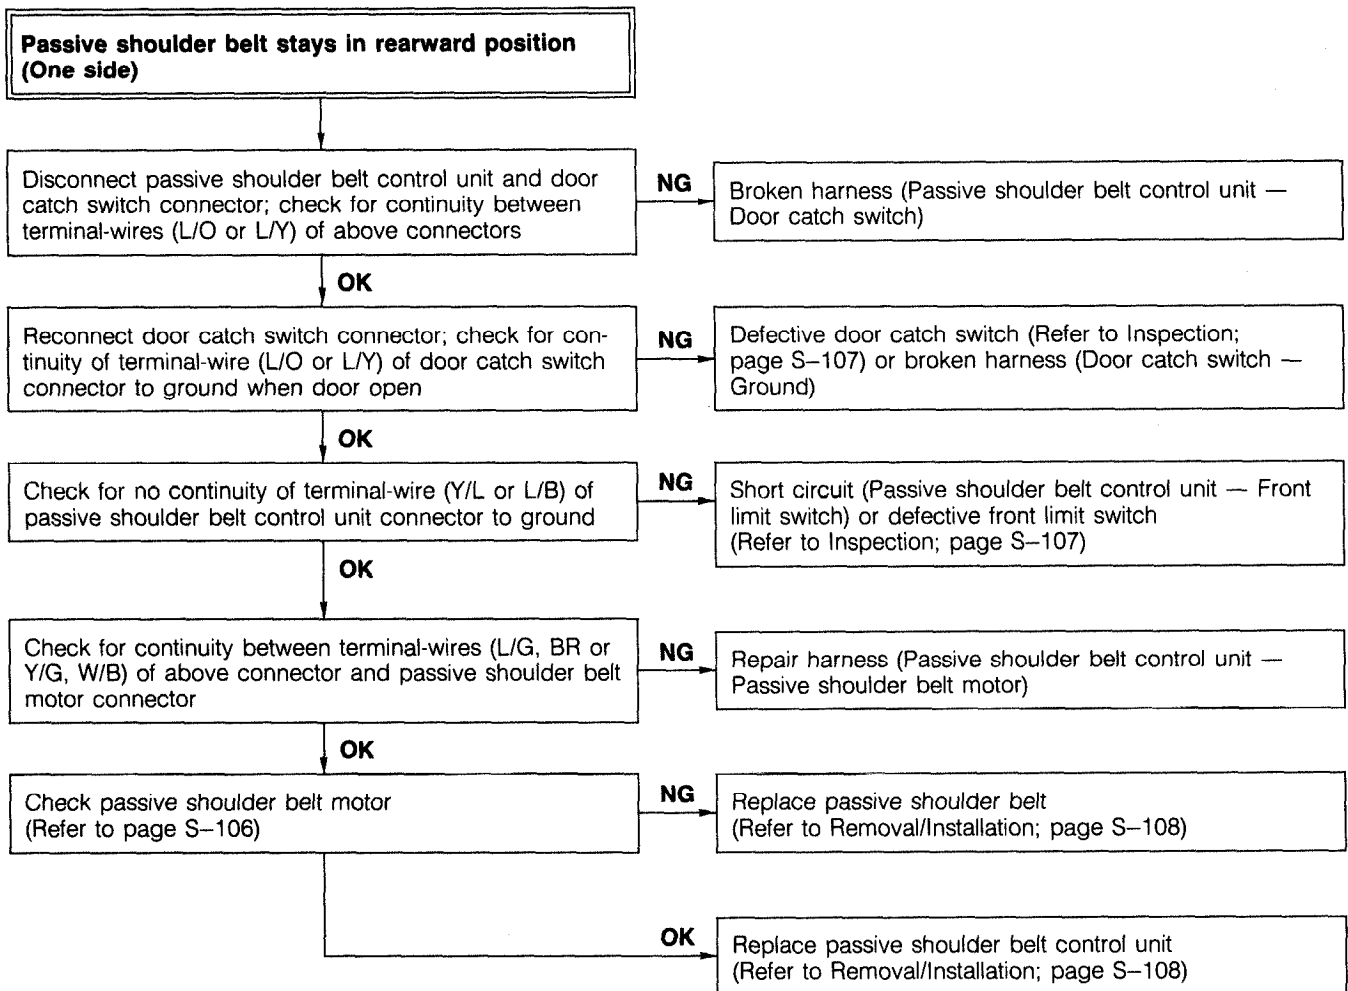 Passive shoulder belt stays in rearward position
(One side)
Disconnect passive shoulder belt control unit and door
catch switch connector; check for continuity between
terminal-wires (L/O or L/Y) of above connectors
NG
Broken harness (Passive shoulder belt control unit —
Door catch switch)
OK
Reconnect door catch switch connector; check for con-
tinuity of terminal-wire (L/O or L/Y) of door catch switch
connector to ground when door open
NG
Defective door catch switch (Refer to Inspection;
page S–107) or broken harness (Door catch switch —
Ground)
OK
Check for no continuity of terminal-wire (Y/L or L/B) of
passive shoulder belt control unit connector to ground
NG
Short circuit (Passive shoulder belt control unit — Front
limit switch) or defective front limit switch
(Refer to Inspection; page S–107)
OK
Check for continuity between terminal-wires (L/G, BR or
Y/G, W/B) of above connector and passive shoulder belt
motor connector
NG
Repair harness (Passive shoulder belt control unit —
Passive shoulder belt motor)
OK
Check passive shoulder belt motor
(Refer to page S–106)
NG
Replace passive shoulder belt
(Refer to Removal/Installation; page S–108)
OK
Replace passive shoulder belt control unit
(Refer to Removal/Installation; page S–108)